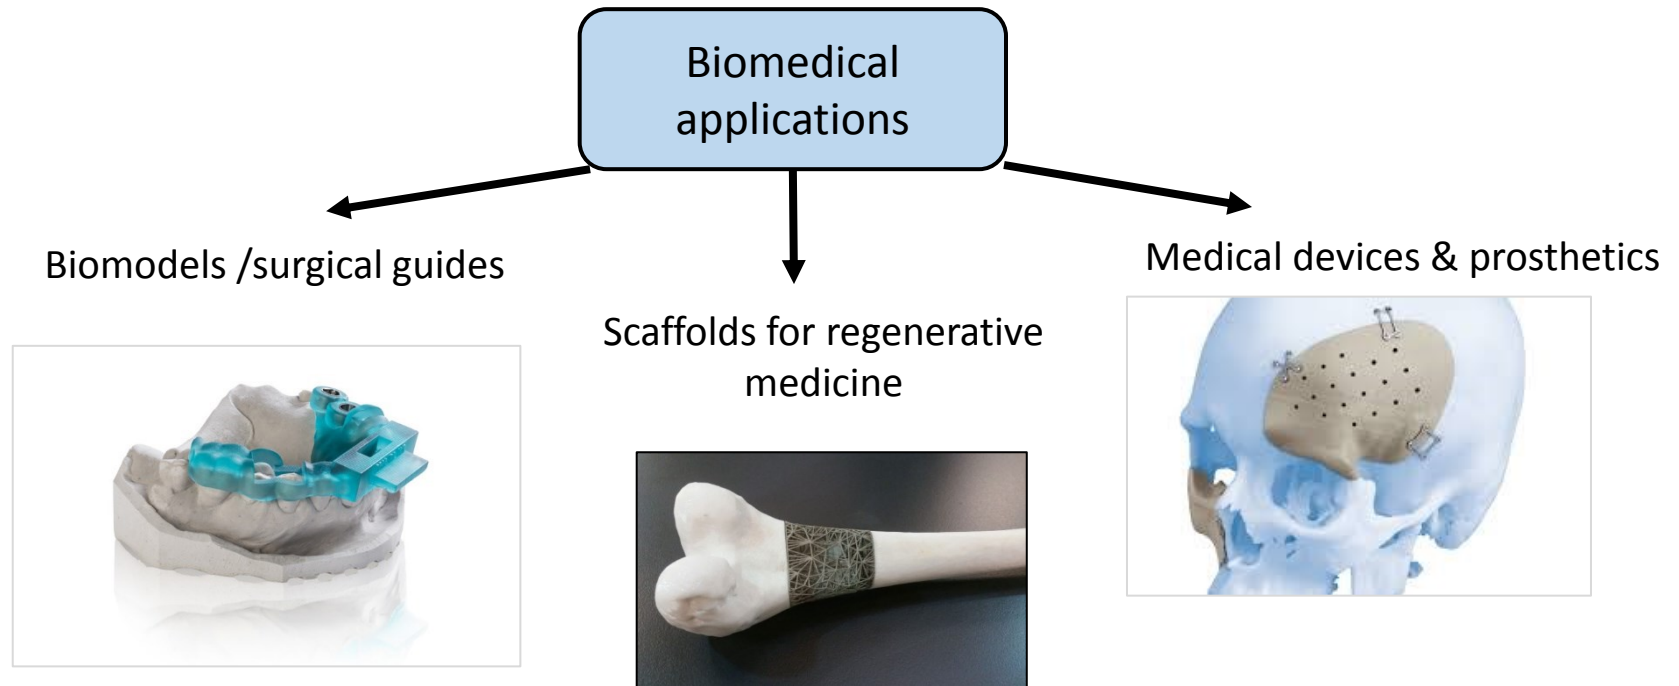 Biomedical
applications
Biomodels /surgical guides
Scaffolds for regenerative
medicine
Medical devices & prosthetics